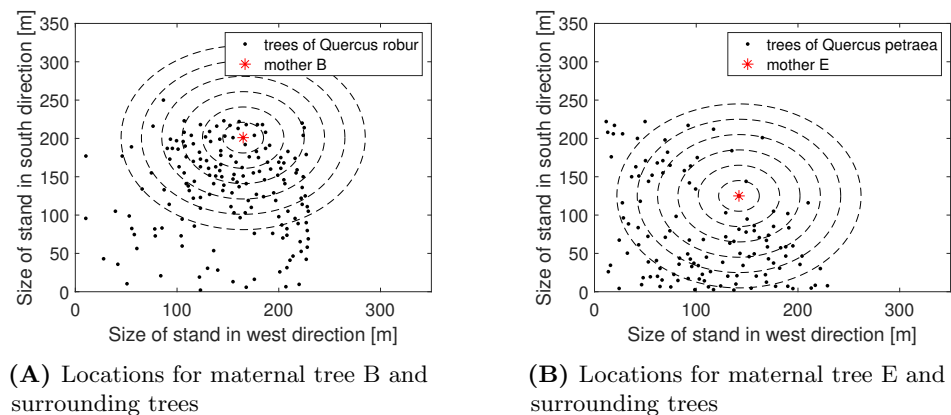 350
300
250
200
150
100
50
0
Size of stand in south direction [m]
trees of Quercus robur
mother B
0 100 200 300
Size of stand in west direction [m]
(A) Locations for maternal tree B and
surrounding trees
350
300
250
200
150
100
50
0
Size of stand in south direction [m]
trees of Quercus petraea
mother E
0 100 200 300
Size of stand in west direction [m]
(B) Locations for maternal tree E and
surrounding trees